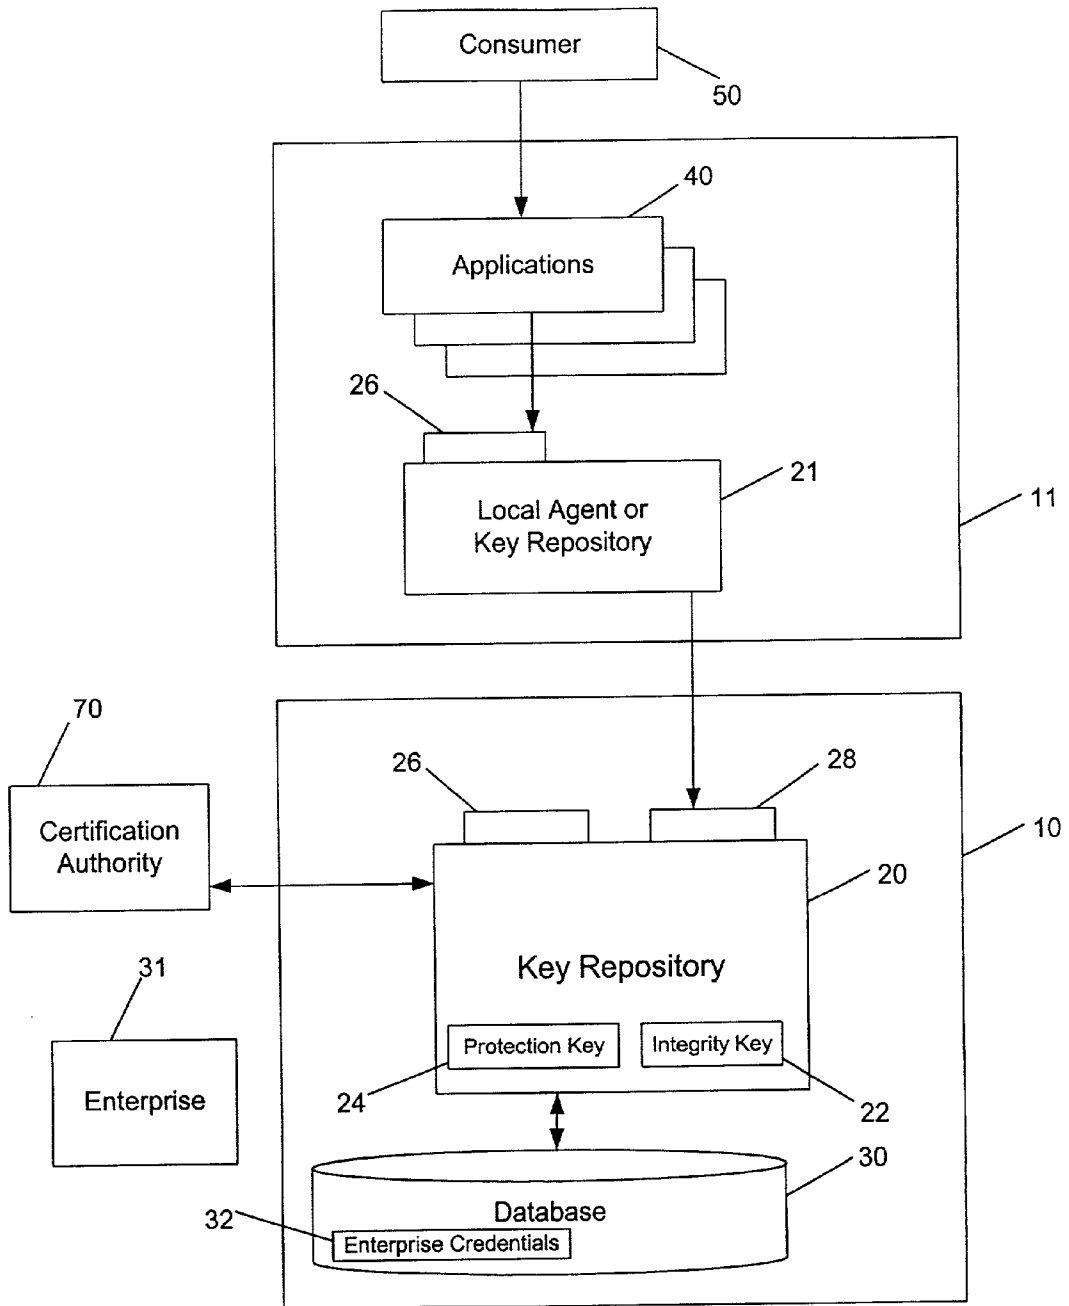 Consumer
50
40
Applications
26
21
Local Agent or
Key Repository
11
70
26
28
Certification
Authority
10
20
Key Repository
31
Protection Key
Integrity Key
Enterprise
24
22
30
Database
32
Enterprise Credentials